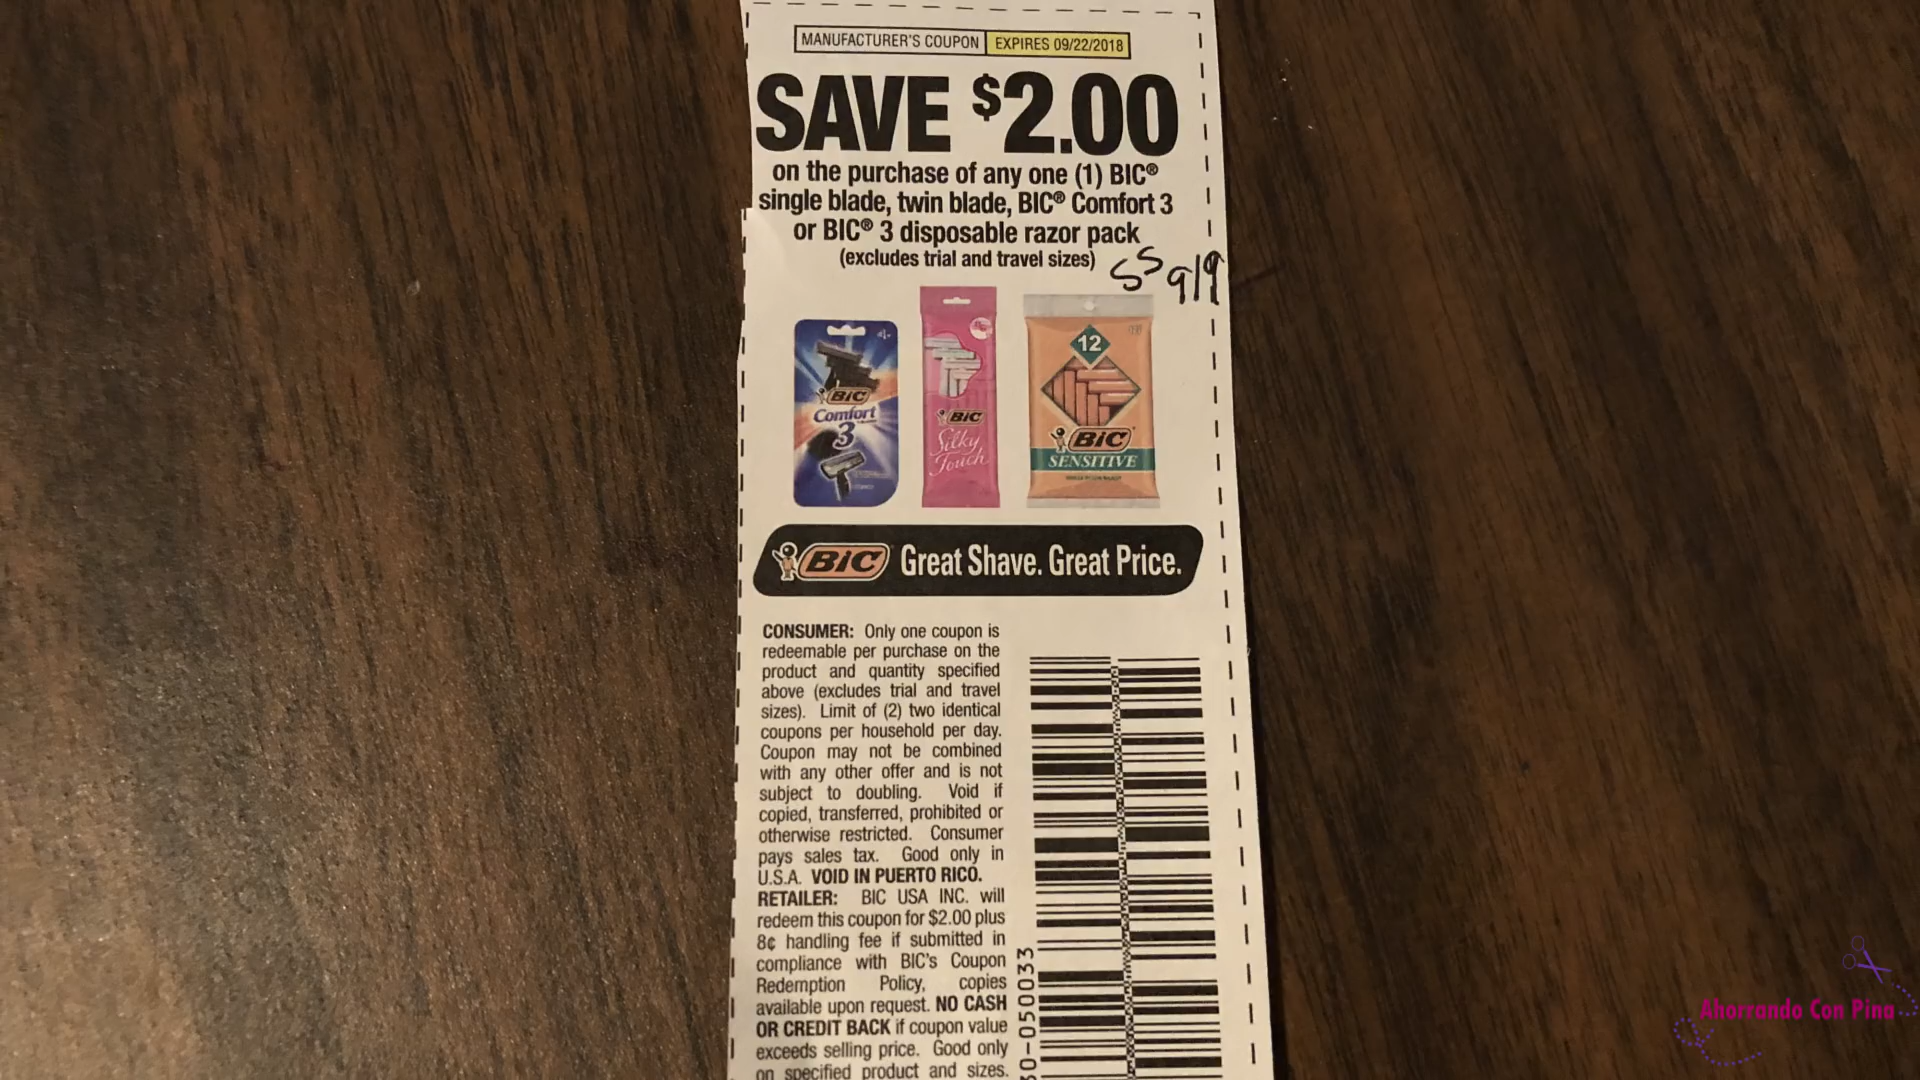 MANUFACTURER'S COUPON EXPIRES 09/22/2018
SAVE $2.00
on the purchase of any one (1) BIC®
single blade, twin blade, BIC® Comfort 3
or BIC® 3 disposable razor pack
(excludes trial and travel sizes)
SS 9/9
BIC
Comfort
3
BIC
Silky
Touch
12
BIC
SENSITIVE
BIC Great Shave. Great Price.
CONSUMER: Only one coupon is
redeemable per purchase on the
product and quantity specified
above (excludes trial and travel
sizes). Limit of (2) two identical
coupons per household per day.
Coupon may not be combined
with any other offer and is not
subject to doubling. Void if
copied, transferred, prohibited or
otherwise restricted. Consumer
pays sales tax. Good only in
U.S.A. VOID IN PUERTO RICO.
RETAILER: BIC USA INC. will
redeem this coupon for $2.00 plus
8¢ handling fee if submitted in
compliance with BIC's Coupon
Redemption Policy, copies
available upon request. NO CASH
OR CREDIT BACK if coupon value
exceeds selling price. Good only
on specified product and sizes.
0-050033
Ahorrando Con Pina